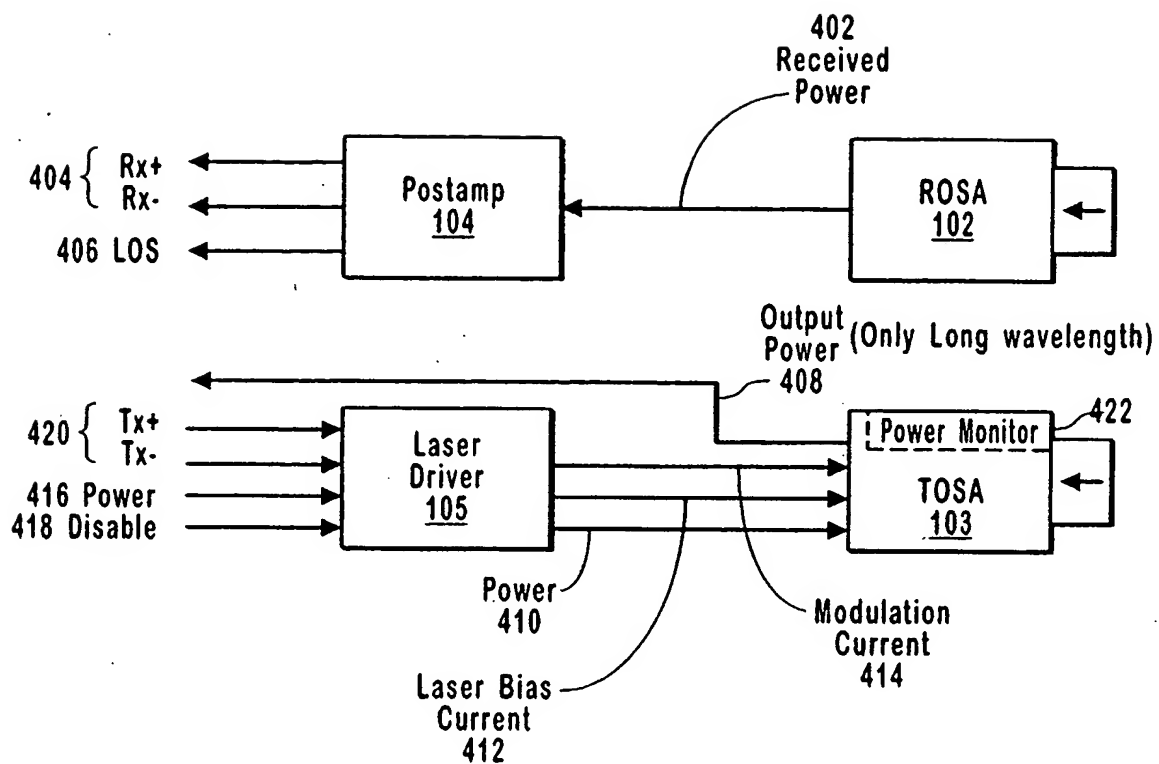 402
Received
Power
404 { Rx+
Rx-
406 LOS
Postamp
104
ROSA
102
Output
Power
408
(Only Long wavelength)
420 { Tx+
Tx-
416 Power
418 Disable
Laser
Driver
105
422
Power Monitor
TOSA
103
Power
410
Modulation
Current
414
Laser Bias
Current
412